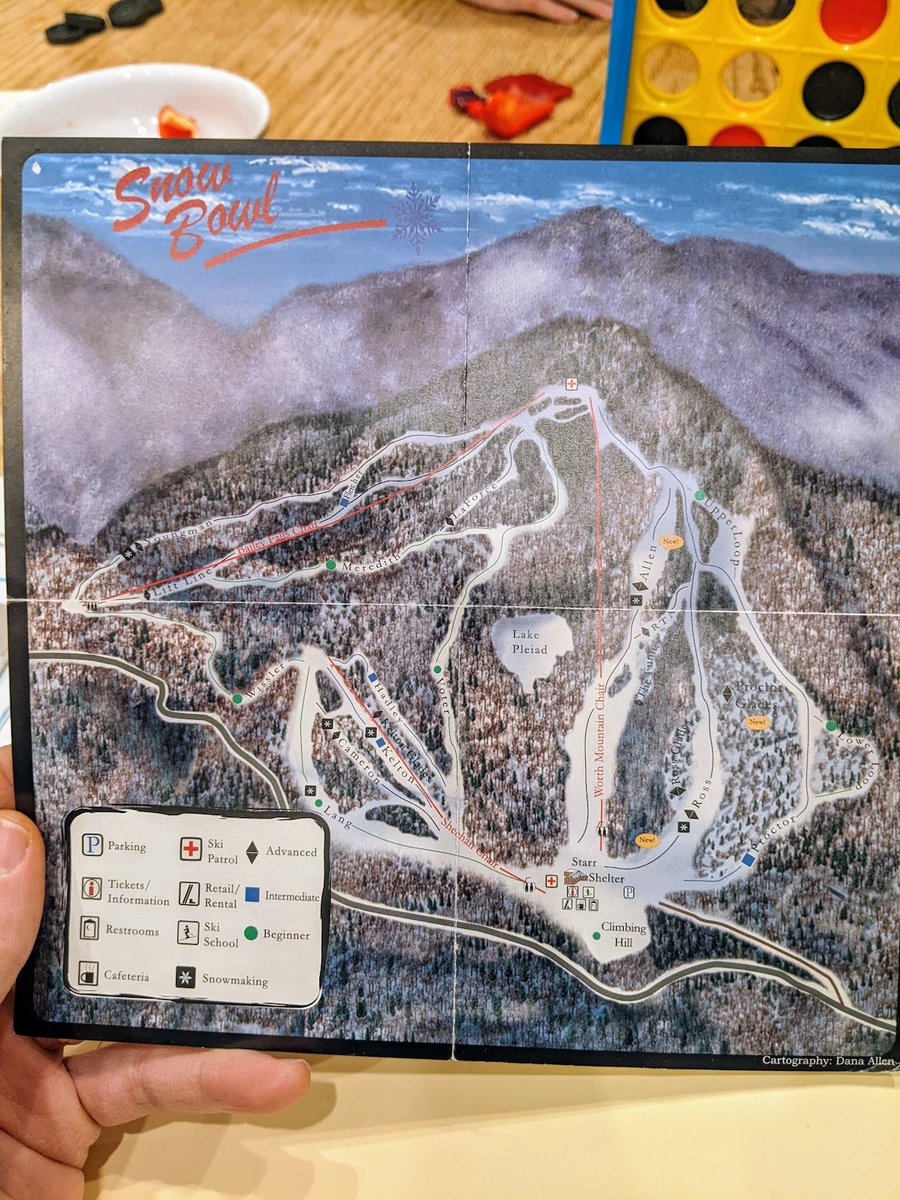 Snow
Bowl
Youngman
Bailey Falls Chair
Lift Line
LaForce
Meredith
Upper Loop
New!
Allen
RTV
Lake
Pleiad
Voter
Wissler
Hadley
Kelton
Cameron
Lang
Sheehan Chair
Worth Mountain Chair
Proctor
Glades
New!
Lower
Loop
Ross
New!
Proctor
Starr
Shelter
P
Climbing
Hill
P Parking
Ski
Patrol
Advanced
Tickets/
Information
Retail/
Rental
Intermediate
Restrooms
Ski
School
Beginner
Cafeteria
Snowmaking
Cartography: Dana Allen